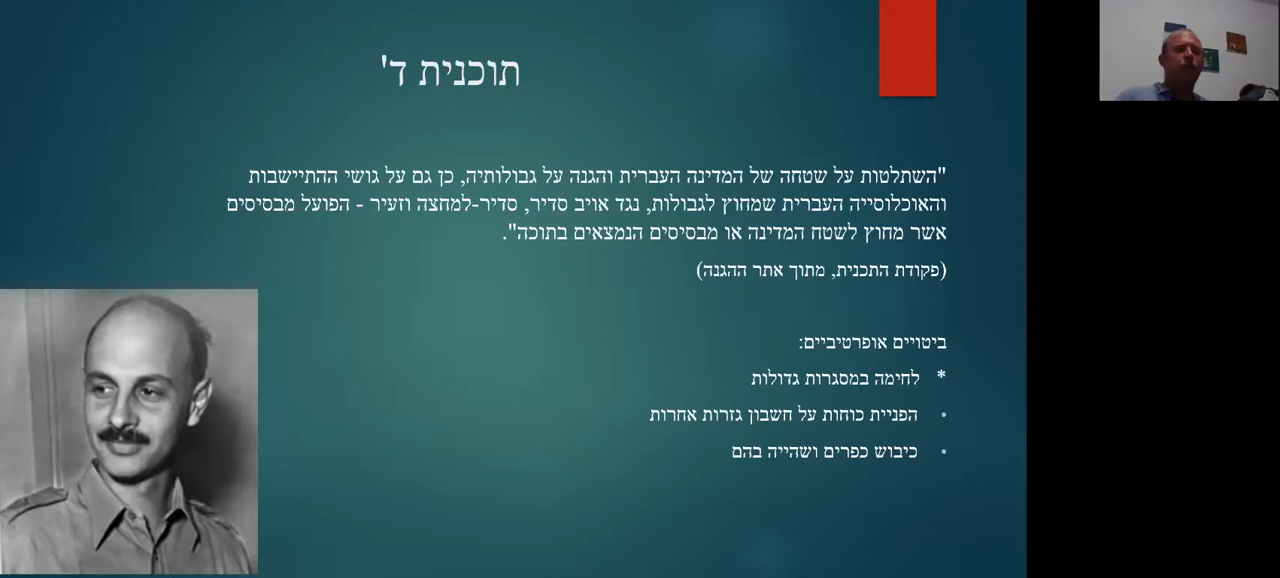 תוכנית ד'
"השתלטות על שטחה של המדינה העברית והגנה על גבולותיה, כן גם על גושי ההתיישבות
והאוכלוסייה העברית שמחוץ לגבולות, נגד אויב סדיר, סדיר-למחצה וזעיר - הפועל מבסיסים
אשר מחוץ לשטח המדינה או מבסיסים הנמצאים בתוכה".
(פקודת התכנית, מתוך אתר ההגנה)
ביטויים אופרטיביים:
* לחימה במסגרות גדולות
• הפניית כוחות על חשבון גזרות אחרות
• כיבוש כפרים ושהייה בהם